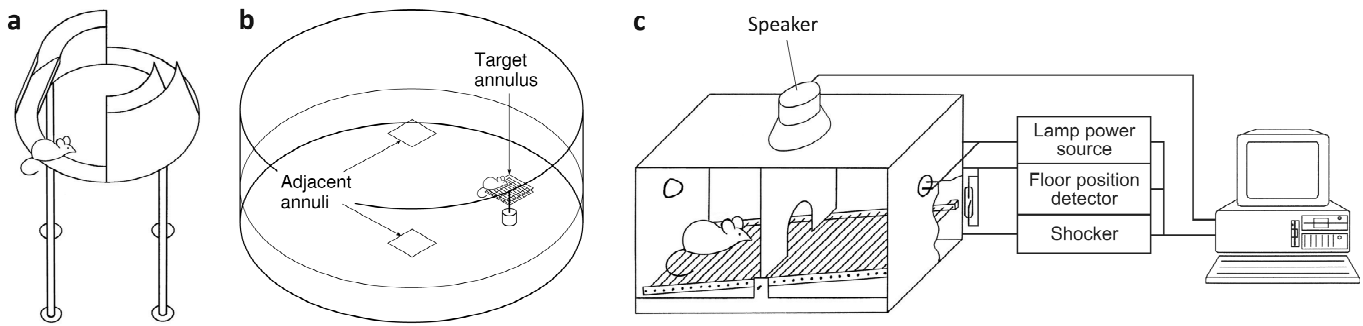 a
b
c
Target
annulus
Adjacent
annuli
Speaker
Lamp power
source
Floor position
detector
Shocker